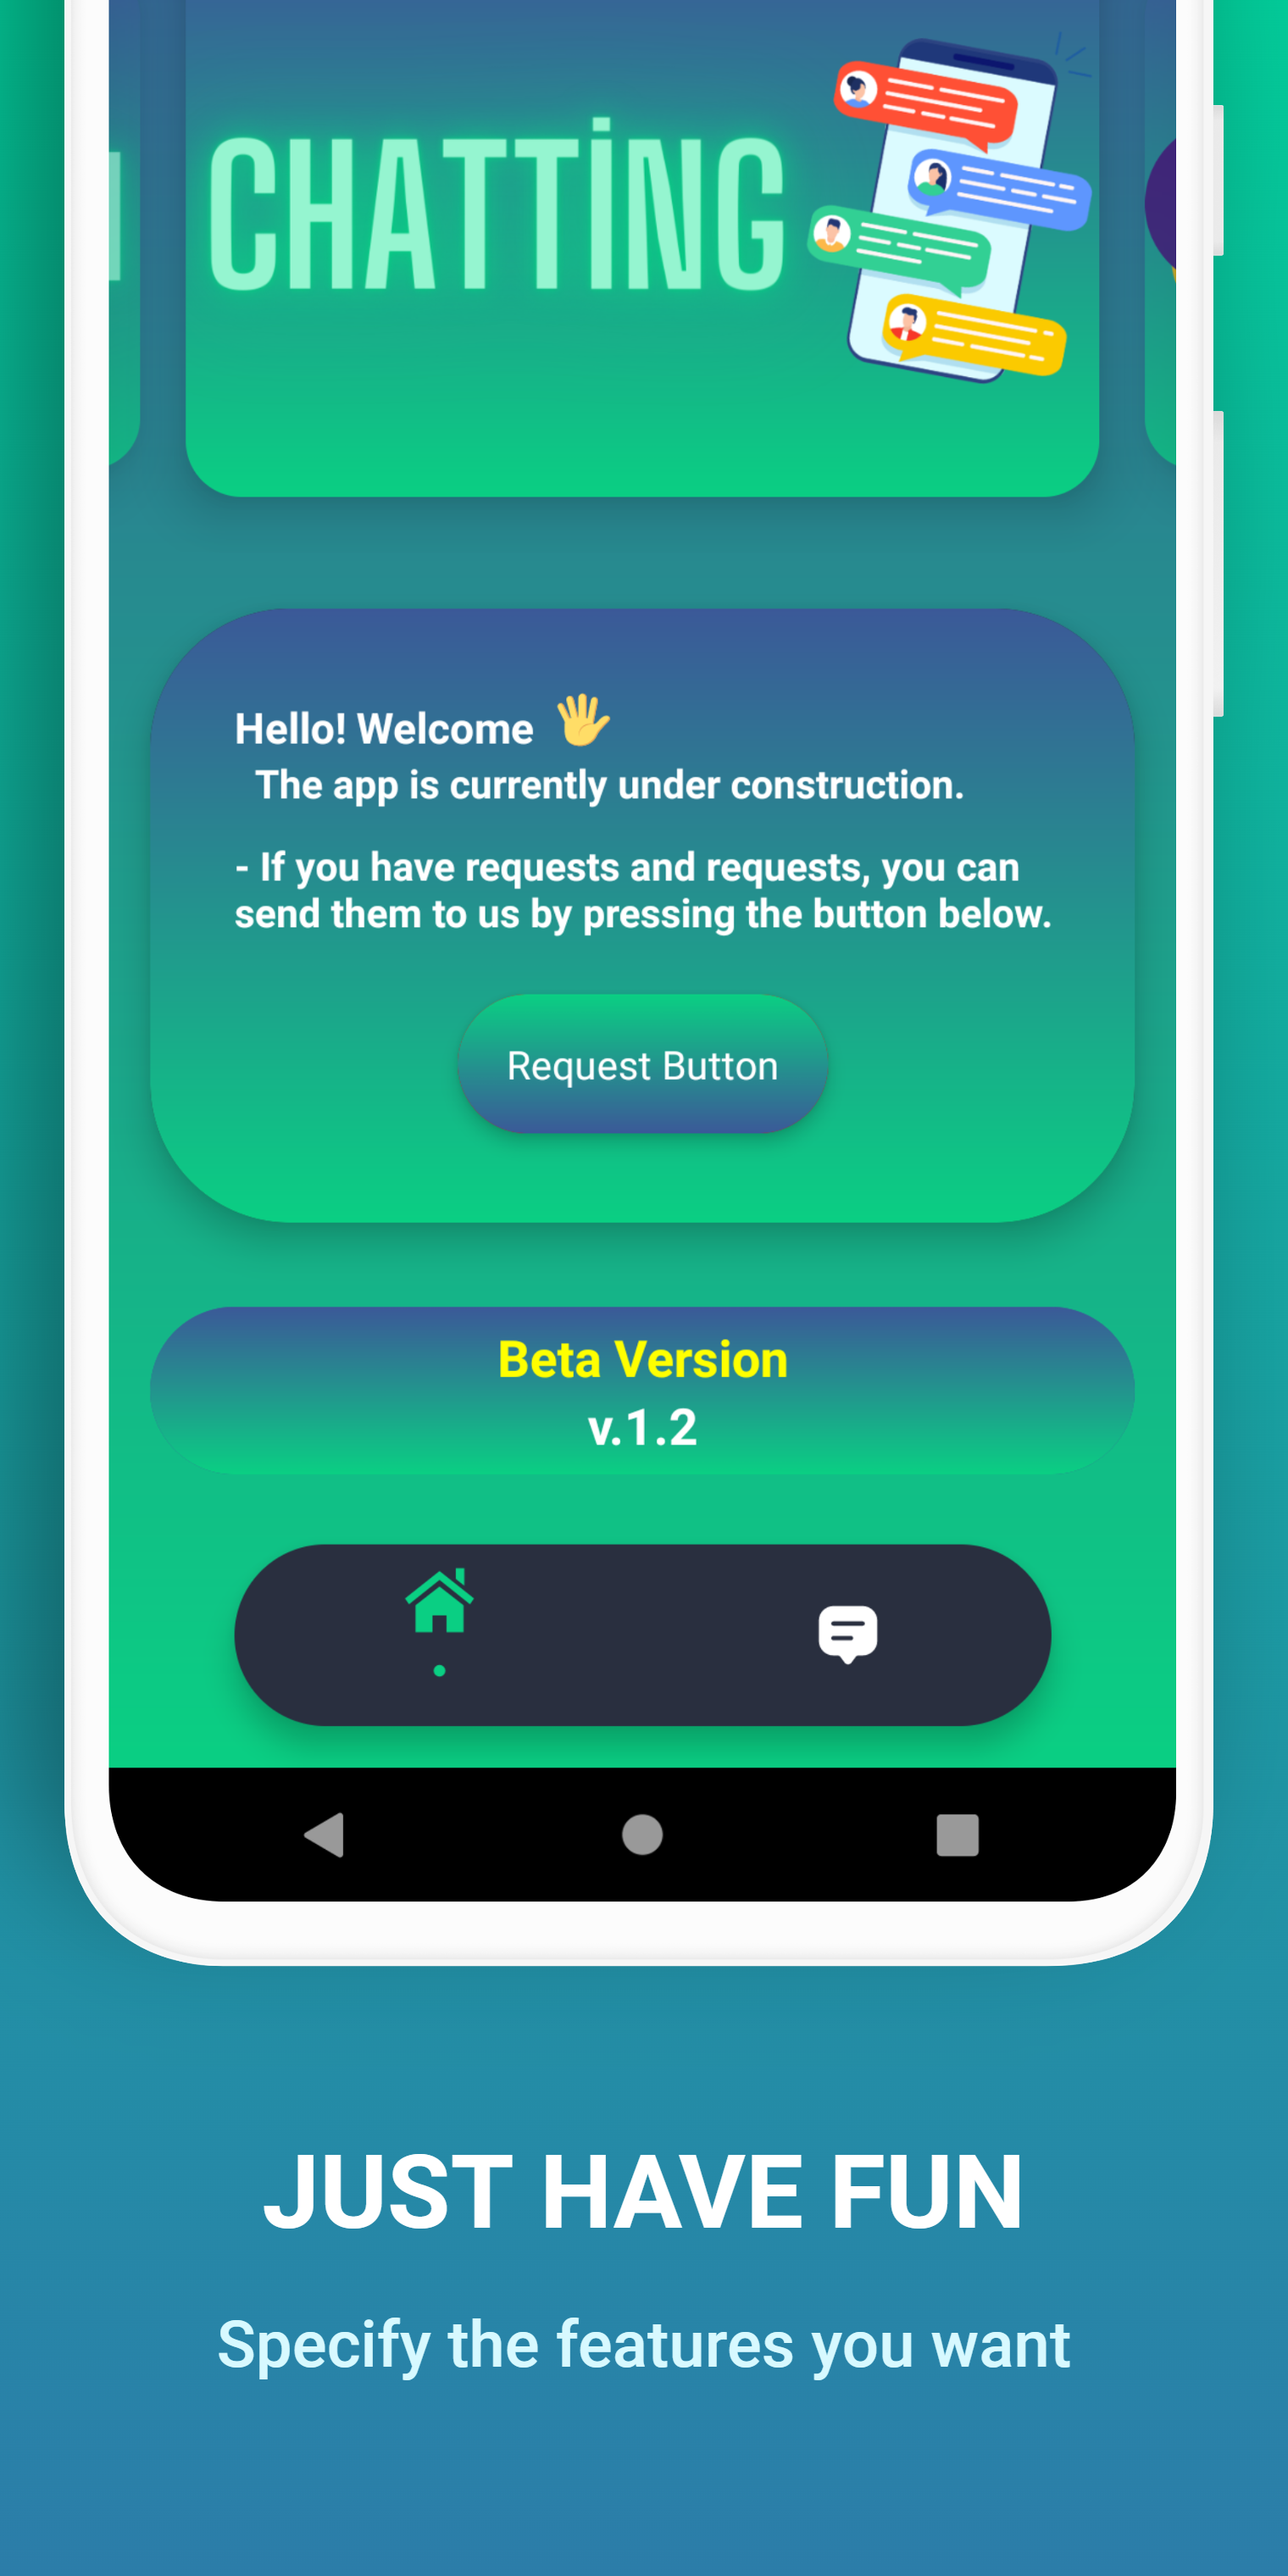 CHATTİNG
Hello! Welcome 🖐
The app is currently under construction.
- If you have requests and requests, you can
send them to us by pressing the button below.
Request Button
Beta Version
v.1.2
JUST HAVE FUN
Specify the features you want